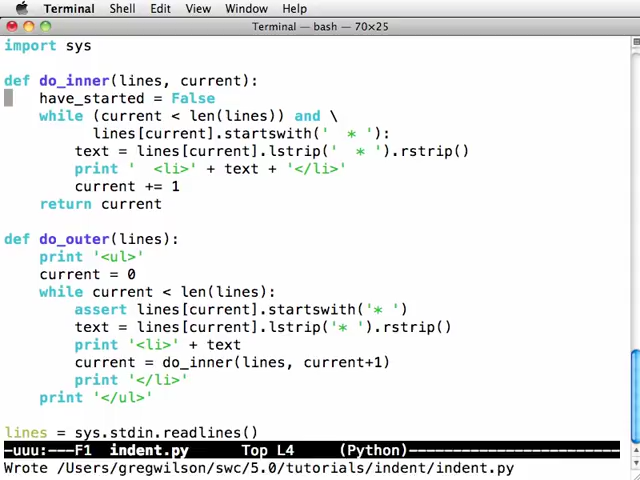 Terminal Shell Edit View Window Help
Terminal — bash — 70×25
import sys
def do_inner(lines, current):
    have_started = False
    while (current < len(lines)) and \
          lines[current].startswith('  * '):
        text = lines[current].lstrip('  * ').rstrip()
        print '  <li>' + text + '</li>'
        current += 1
    return current
def do_outer(lines):
    print '<ul>'
    current = 0
    while current < len(lines):
        assert lines[current].startswith('* ')
        text = lines[current].lstrip('* ').rstrip()
        print '<li>' + text
        current = do_inner(lines, current+1)
        print '</li>'
    print '</ul>'
lines = sys.stdin.readlines()
-uuu:---F1  indent.py      Top L4     (Python)------------------------
Wrote /Users/gregwilson/swc/5.0/tutorials/indent/indent.py